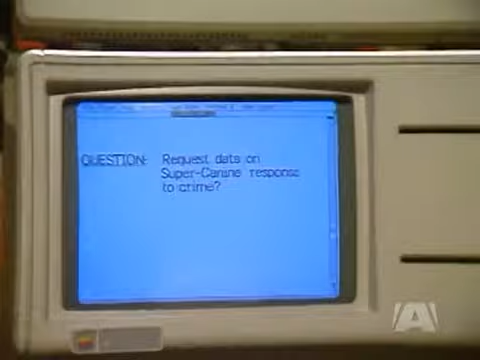 QUESTION: Request data on
Super-Canine response
to crime?
A